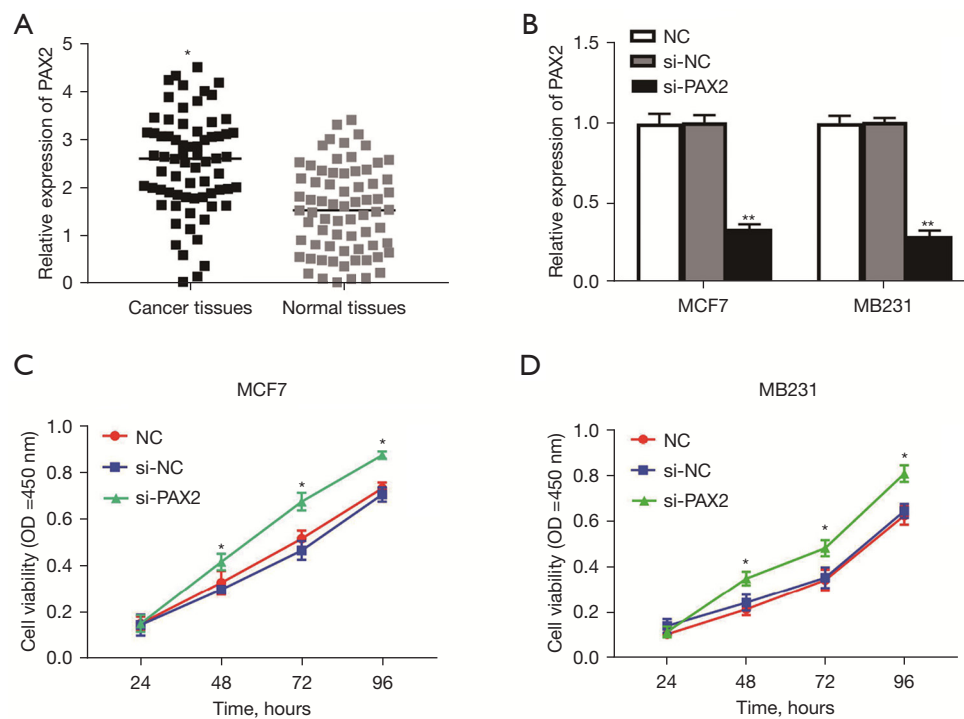 A
Relative expression of PAX2
5
4
3
2
1
0
*
Cancer tissues
Normal tissues
B
Relative expression of PAX2
1.5
1.0
0.5
0.0
NC
si-NC
si-PAX2
**
**
MCF7
MB231
C
MCF7
Cell viability (OD =450 nm)
1.0
0.8
0.6
0.4
0.2
0.0
NC
si-NC
si-PAX2
*
*
*
24 48 72 96
Time, hours
D
MB231
Cell viability (OD =450 nm)
1.0
0.8
0.6
0.4
0.2
0.0
NC
si-NC
si-PAX2
*
*
*
24 48 72 96
Time, hours